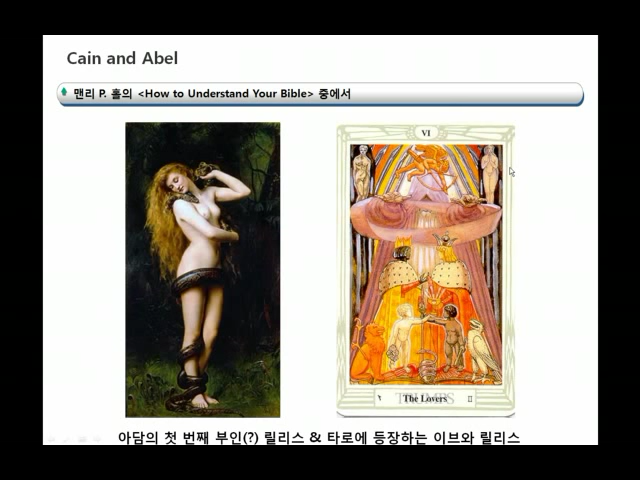 Cain and Abel
맨리 P. 홀의 <How to Understand Your Bible> 중에서
VI
The Lovers
아담의 첫 번째 부인(?) 릴리스 & 타로에 등장하는 이브와 릴리스